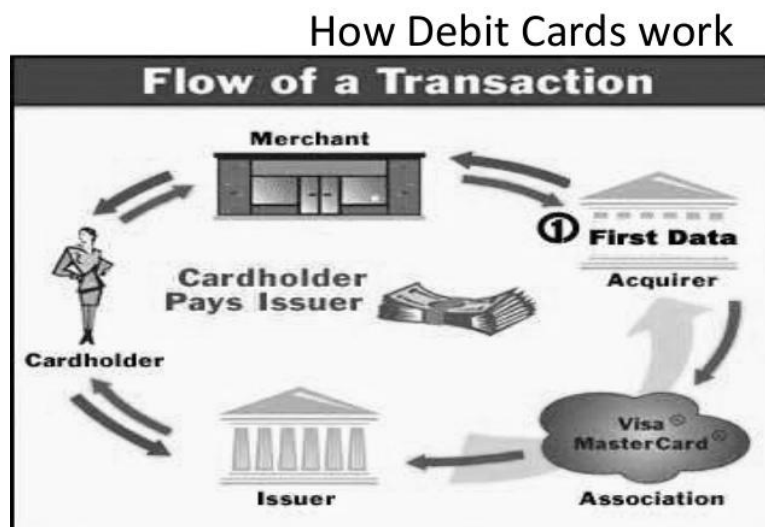 How Debit Cards work
Flow of a Transaction
Merchant
1
First Data
Acquirer
Cardholder
Pays Issuer
Cardholder
Visa®
MasterCard®
Issuer
Association